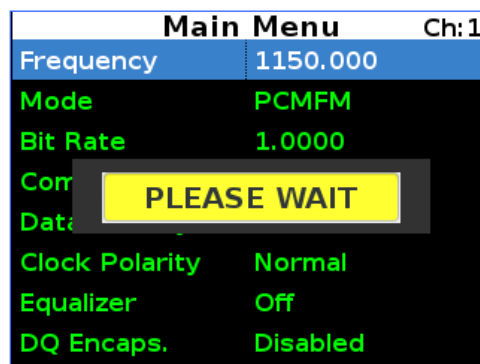 Main Menu Ch:1
Frequency 1150.000
Mode PCMFM
Bit Rate 1.0000
PLEASE WAIT
Clock Polarity Normal
Equalizer Off
DQ Encaps. Disabled